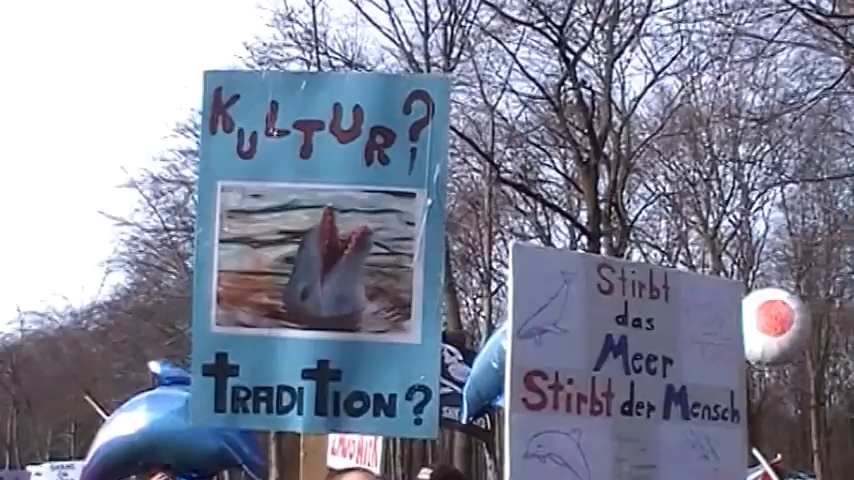 KULTUR?
TRADITION?
Stirbt
das
Meer
Stirbt der Mensch